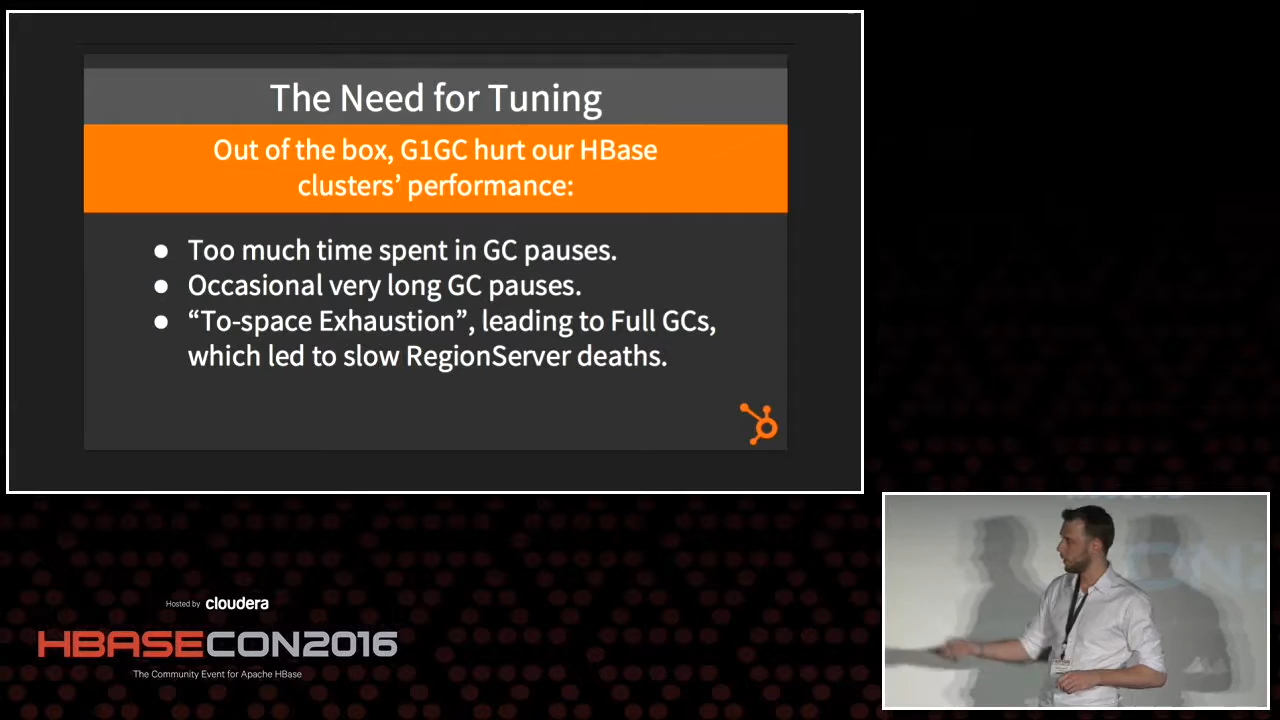 The Need for Tuning
Out of the box, G1GC hurt our HBase
clusters’ performance:
● Too much time spent in GC pauses.
● Occasional very long GC pauses.
● “To-space Exhaustion”, leading to Full GCs,
which led to slow RegionServer deaths.
Hosted by cloudera
HBASECON2016
The Community Event for Apache HBase